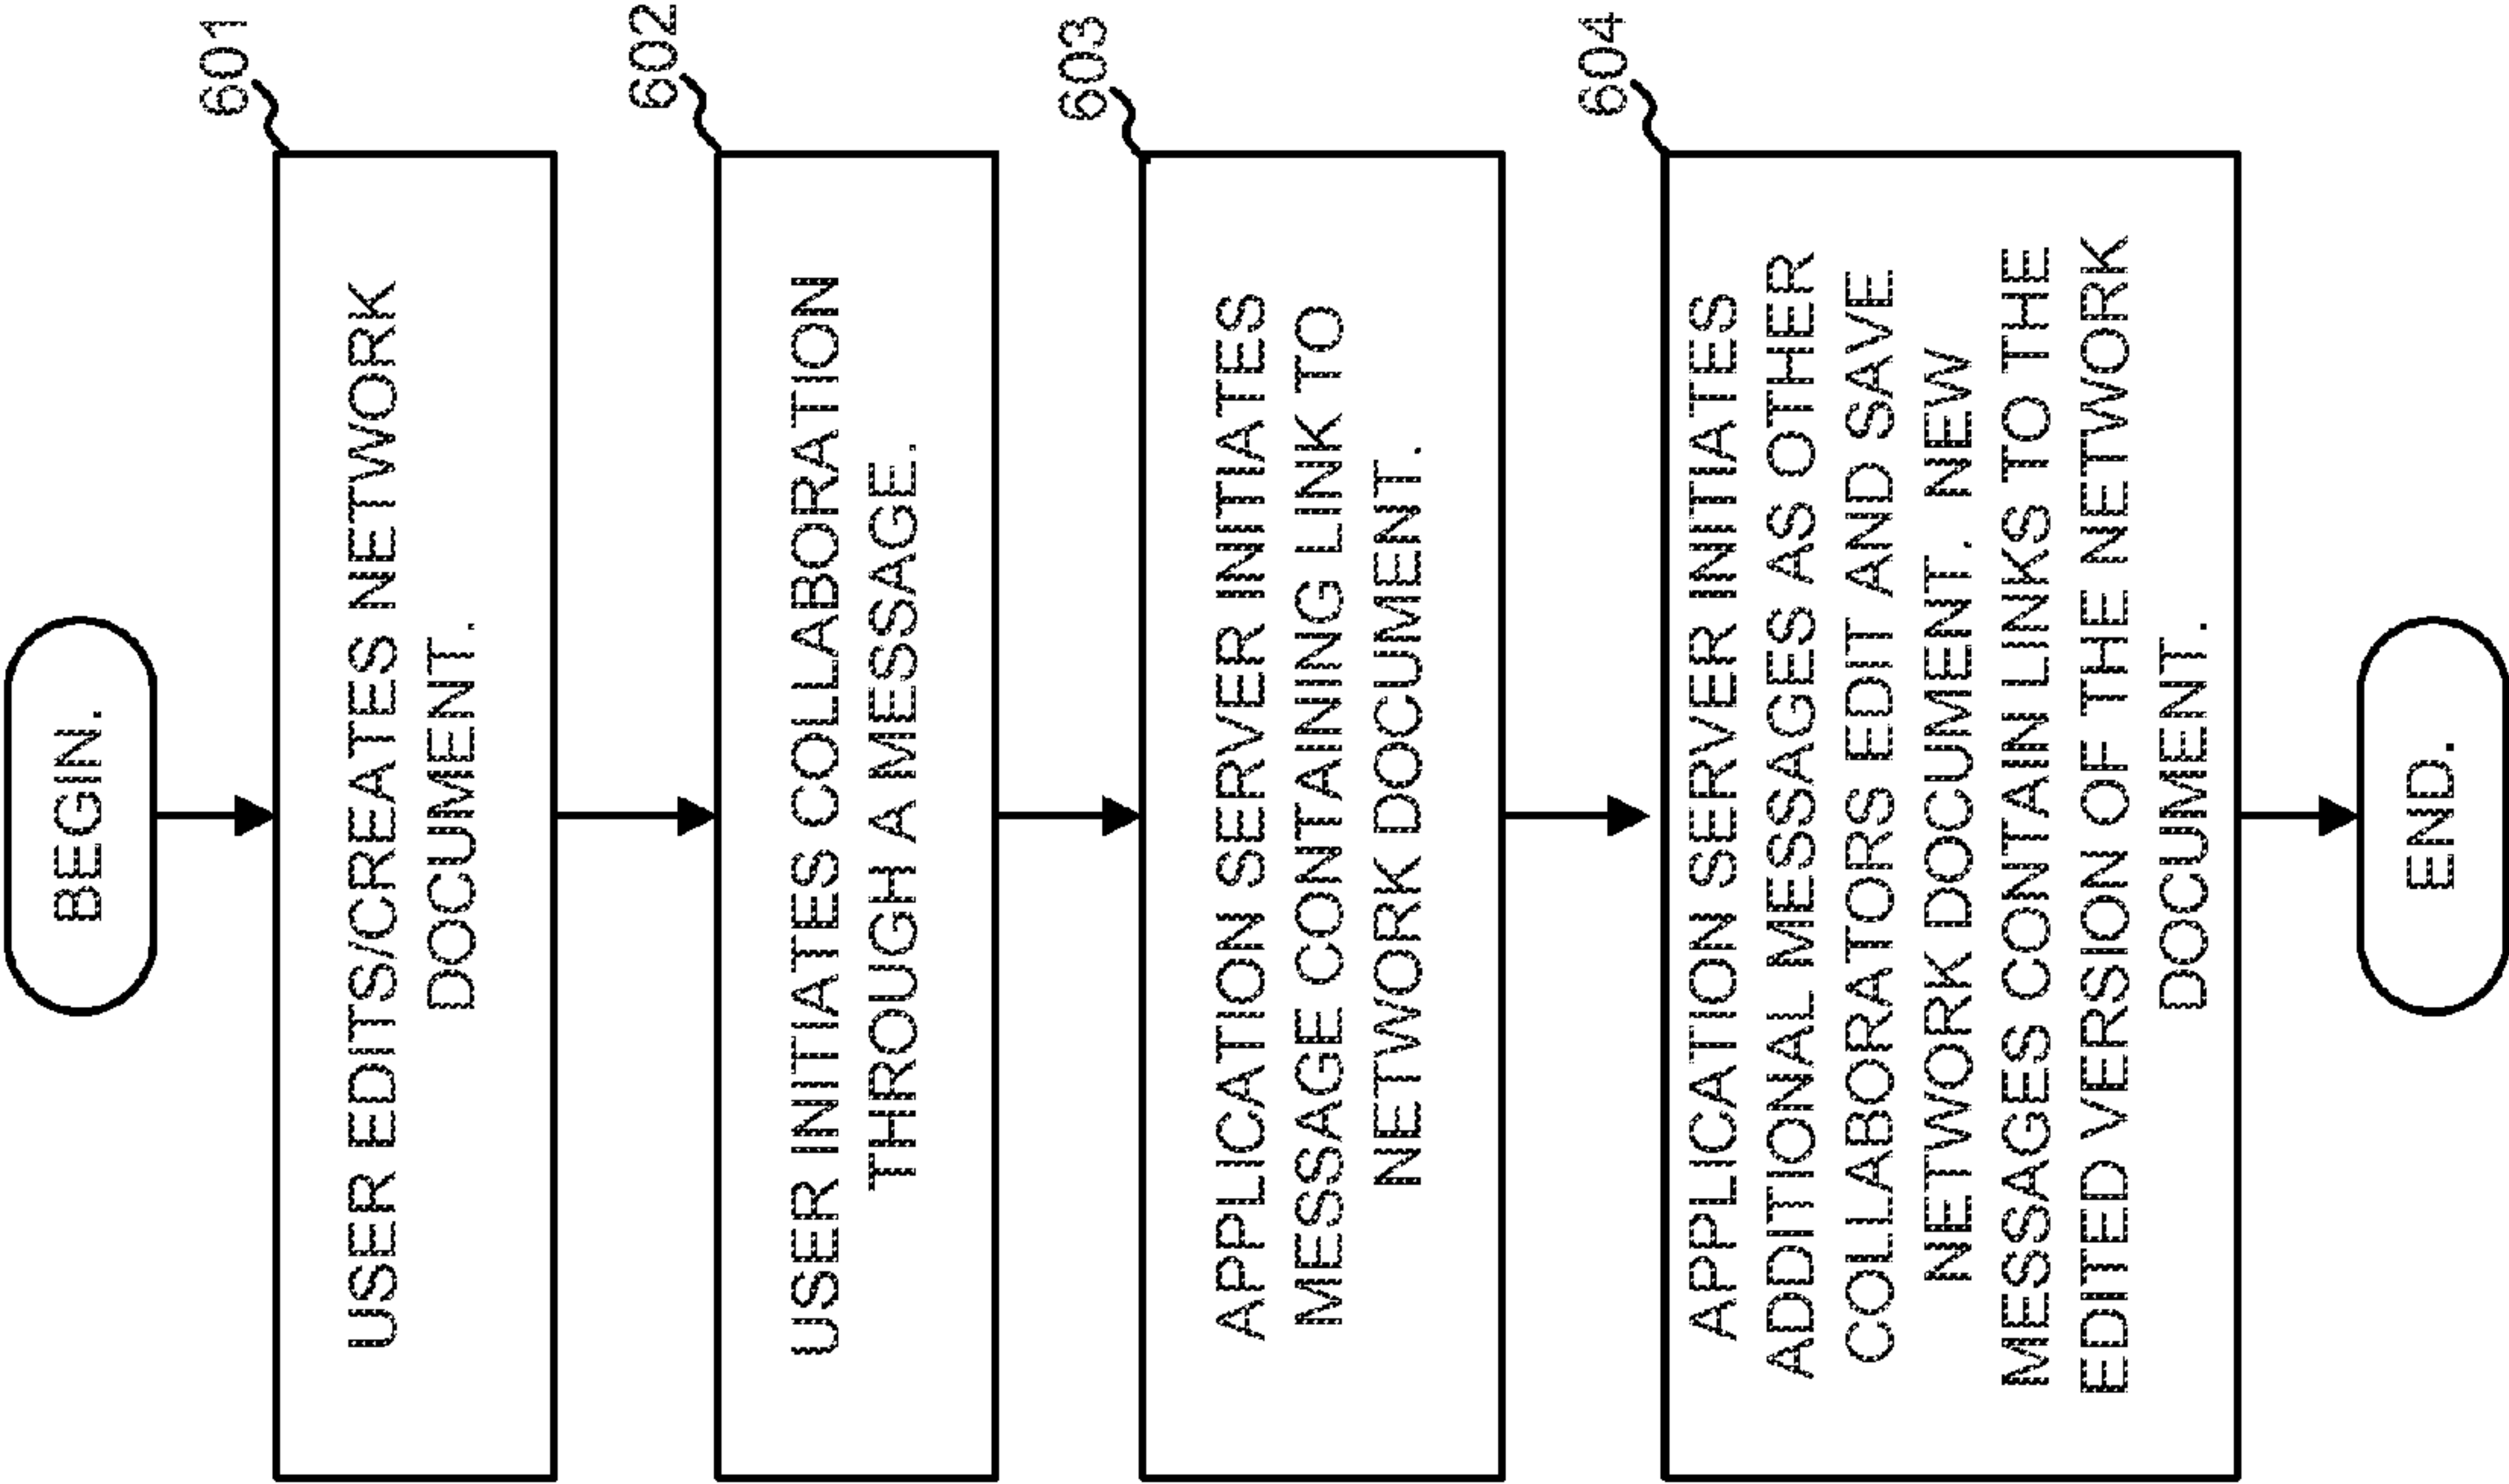 BEGIN.
601
USER EDITS/CREATES NETWORK
DOCUMENT.
602
USER INITIATES COLLABORATION
THROUGH A MESSAGE.
603
APPLICATION SERVER INITIATES
MESSAGE CONTAINING LINK TO
NETWORK DOCUMENT.
604
APPLICATION SERVER INITIATES
ADDITIONAL MESSAGES AS OTHER
COLLABORATORS EDIT AND SAVE
NETWORK DOCUMENT. NEW
MESSAGES CONTAIN LINKS TO THE
EDITED VERSION OF THE NETWORK
DOCUMENT.
END.